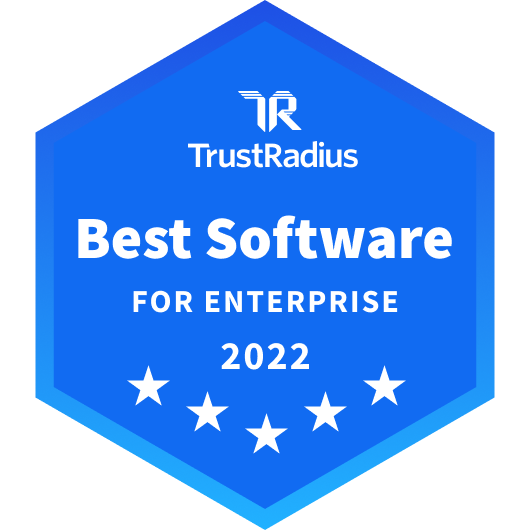 TR
TrustRadius
Best Software
FOR ENTERPRISE
2022